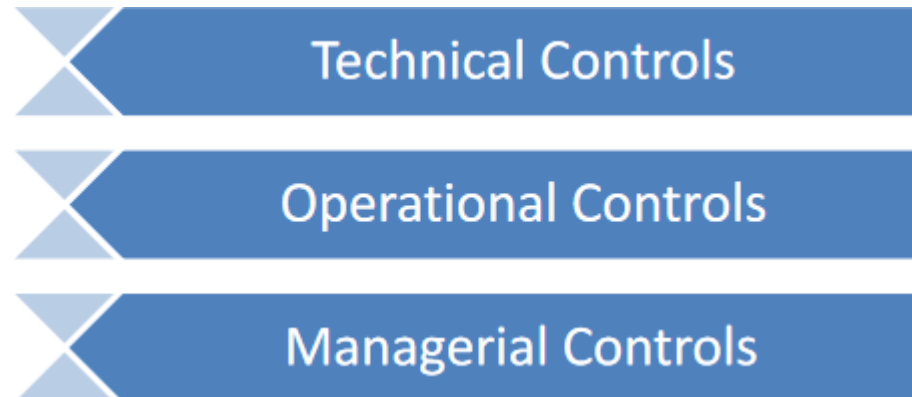 Technical Controls
Operational Controls
Managerial Controls